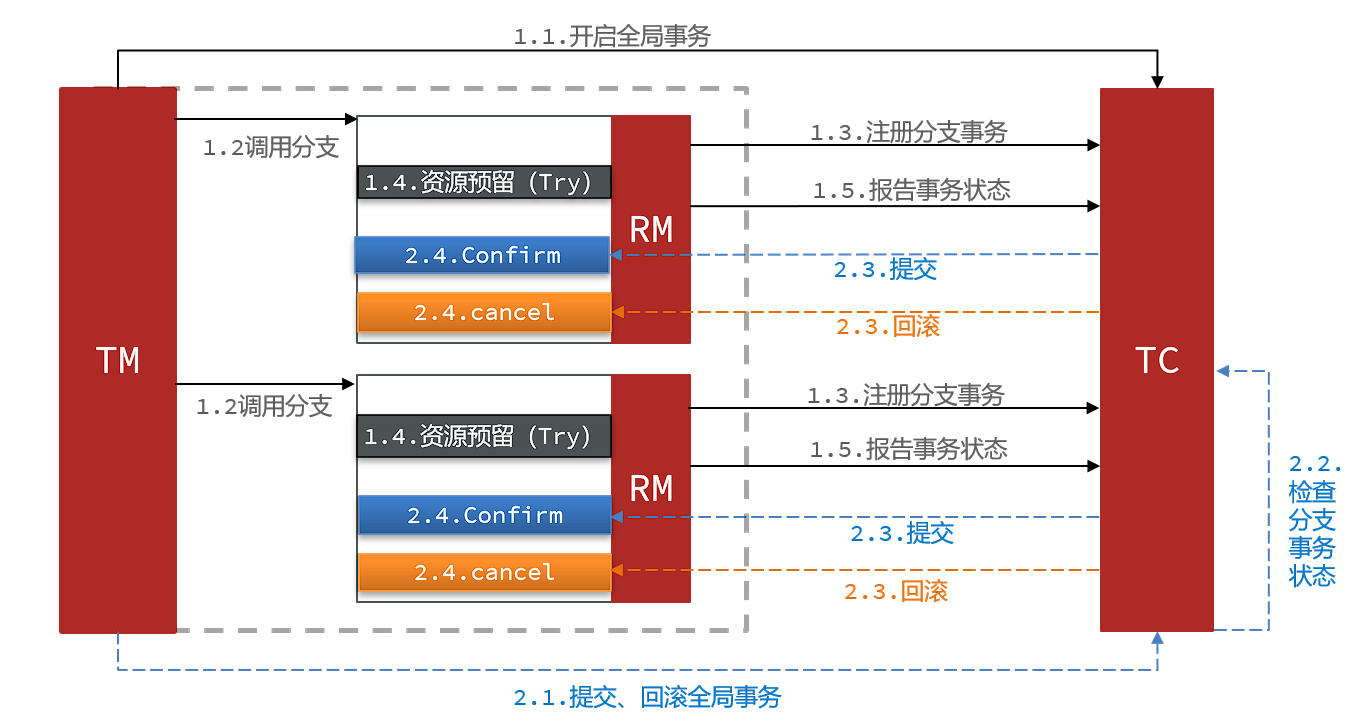 1.1.开启全局事务
1.2调用分支
1.3.注册分支事务
1.4.资源预留（Try）
1.5.报告事务状态
RM
2.4.Confirm
2.3.提交
2.4.cancel
2.3.回滚
TM
TC
1.2调用分支
1.3.注册分支事务
1.4.资源预留（Try）
1.5.报告事务状态
RM
2.4.Confirm
2.3.提交
2.4.cancel
2.3.回滚
2.2.
检查
分支
事务
状态
2.1.提交、回滚全局事务